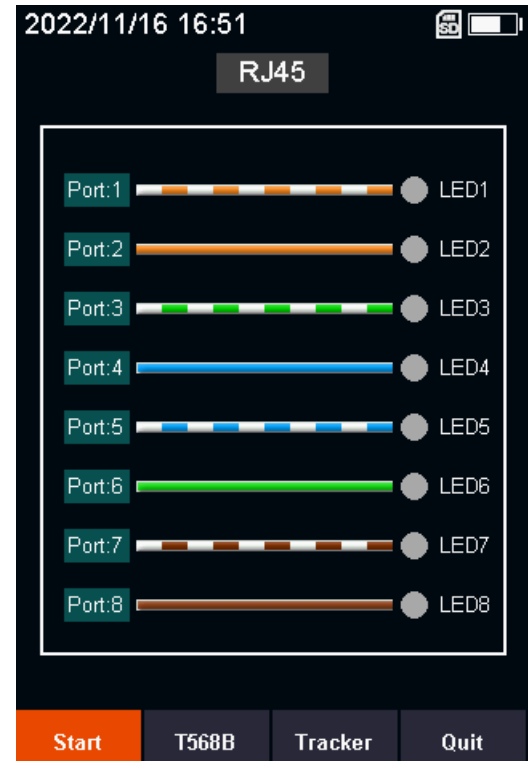 2022/11/16 16:51 SD
RJ45
Port:1 LED1
Port:2 LED2
Port:3 LED3
Port:4 LED4
Port:5 LED5
Port:6 LED6
Port:7 LED7
Port:8 LED8
Start T568B Tracker Quit